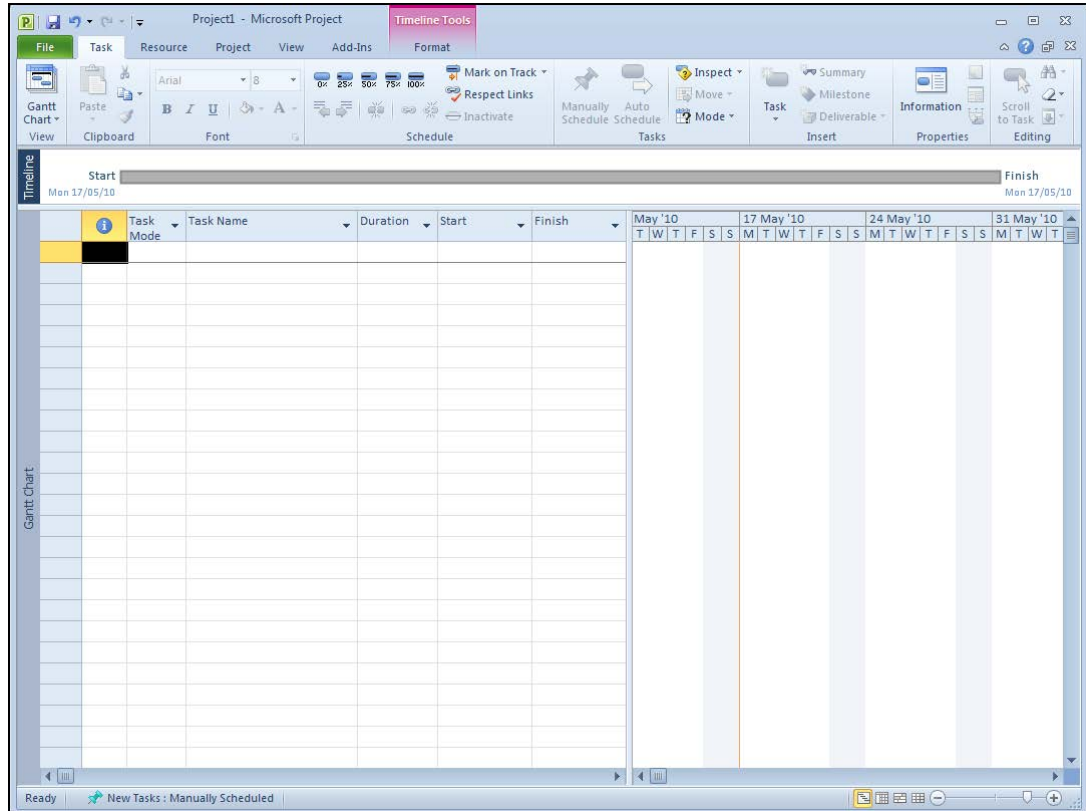 Project1 - Microsoft Project
Timeline Tools
File Task Resource Project View Add-Ins Format
Gantt Chart
View
Paste
Clipboard
Arial 8
B I U A
Font
0% 25% 50% 75% 100%
Mark on Track
Respect Links
Inactivate
Schedule
Manually Schedule
Auto Schedule
Inspect
Move
Mode
Tasks
Task
Summary
Milestone
Deliverable
Insert
Information
Properties
Scroll to Task
Editing
Timeline
Start
Mon 17/05/10
Finish
Mon 17/05/10
Task Mode Task Name Duration Start Finish
May '10 17 May '10 24 May '10 31 May '10
T W T F S S M T W T F S S M T W T F S S M T W T
Gantt Chart
Ready New Tasks : Manually Scheduled